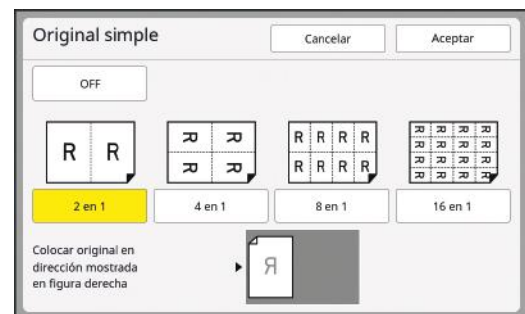 Original simple
Cancelar
Aceptar
OFF
R R
R R
R R
R R R R
R R R R
R R R R
R R R R
R R R R
R R R R
2 en 1
4 en 1
8 en 1
16 en 1
Colocar original en
dirección mostrada
en figura derecha
R